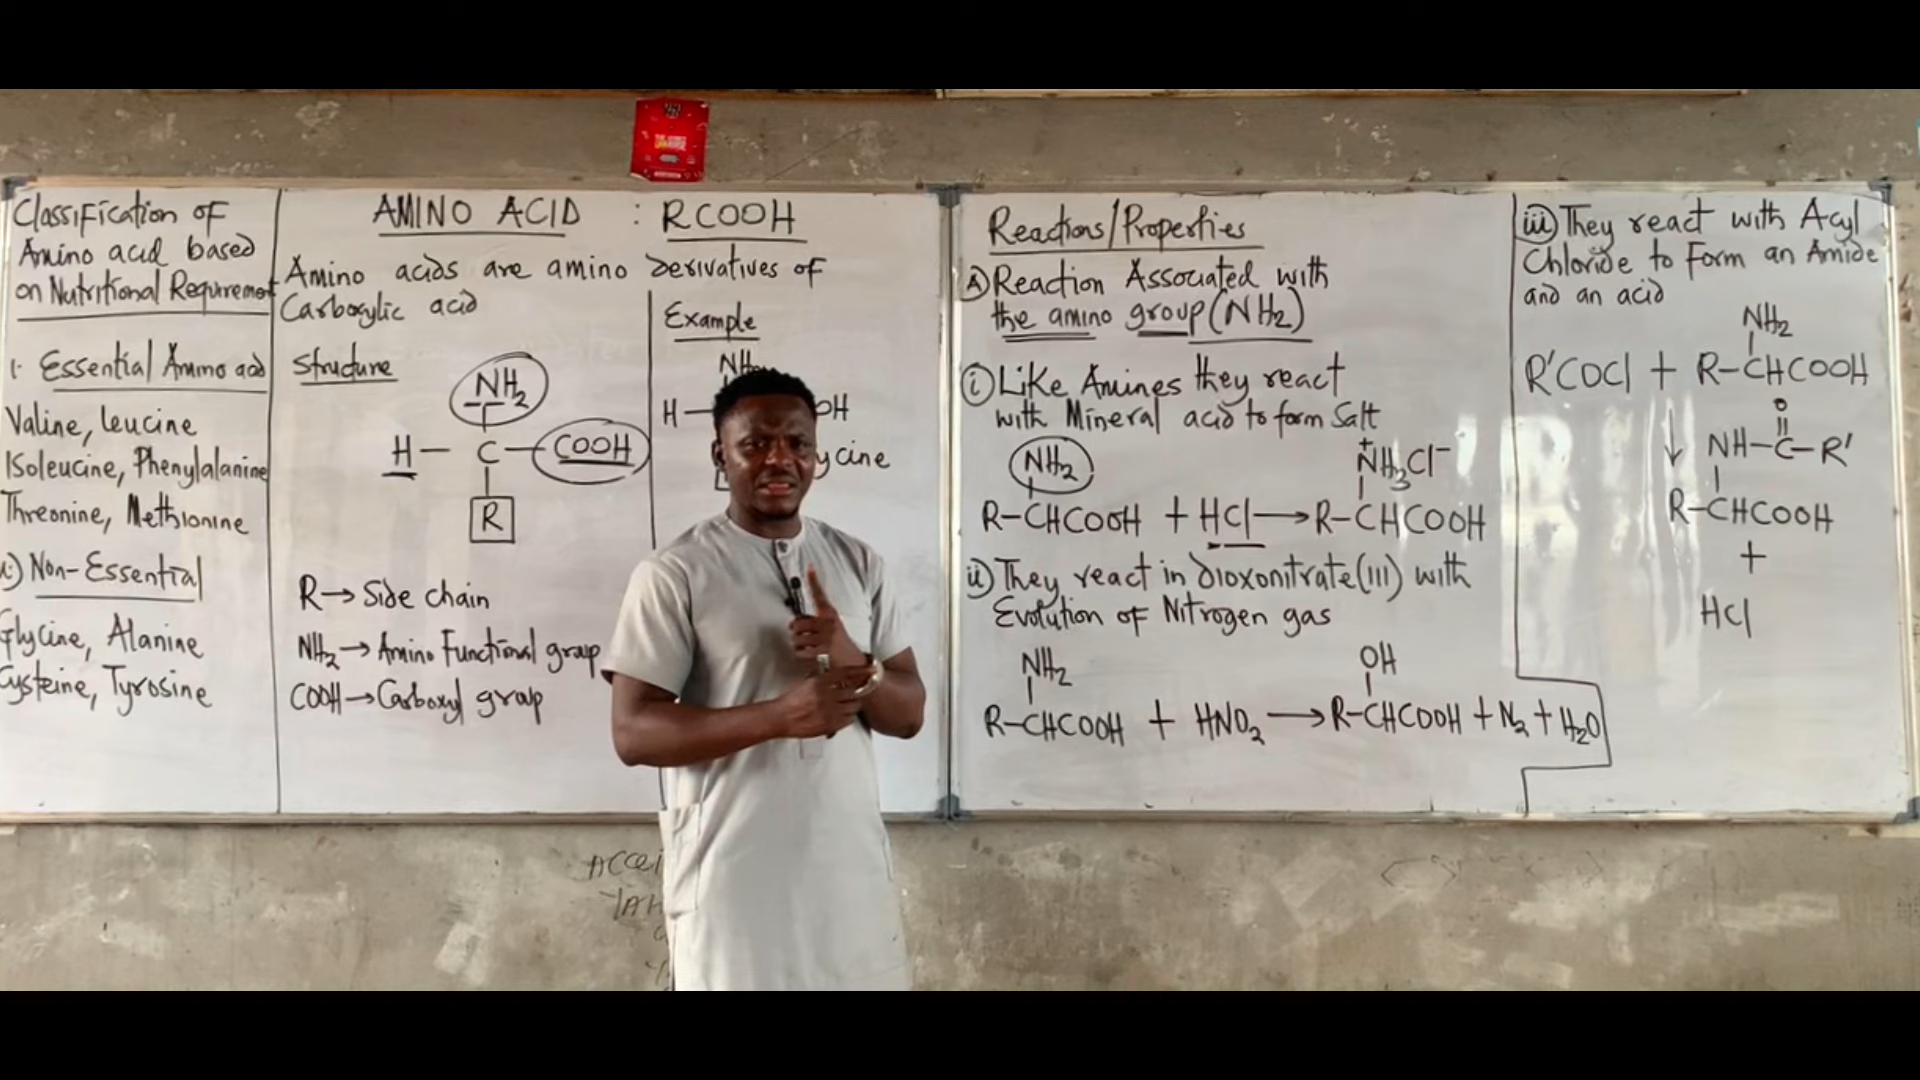 Classification of
Amino acid based
on Nutritional Requirement
1. Essential Amino acid
Valine, Leucine
Isoleucine, Phenylalanine
Threonine, Methionine
ii) Non-Essential
Glycine, Alanine
Cysteine, Tyrosine
AMINO ACID : RCOOH
Amino acids are amino derivatives of
Carboxylic acid
Structure
NH2
H — C — COOH
R
R → Side chain
NH2 → Amino Functional group
COOH → Carboxyl group
Example
NH2
H — OH
ycine
Reactions/Properties
A) Reaction Associated with
the amino group (NH2)
i) Like Amines they react
with Mineral acid to form Salt
NH2
R-CHCOOH + HCl → R-CHCOOH
+NH3Cl-
ii) They react in dioxonitrate (III) with
Evolution of Nitrogen gas
NH2
OH
R-CHCOOH + HNO2 → R-CHCOOH + N2 + H2O
iii) They react with Acyl
Chloride to form an Amide
and an acid
NH2
R'COCl + R-CHCOOH
O
↓ NH-C-R'
R-CHCOOH
+
HCl